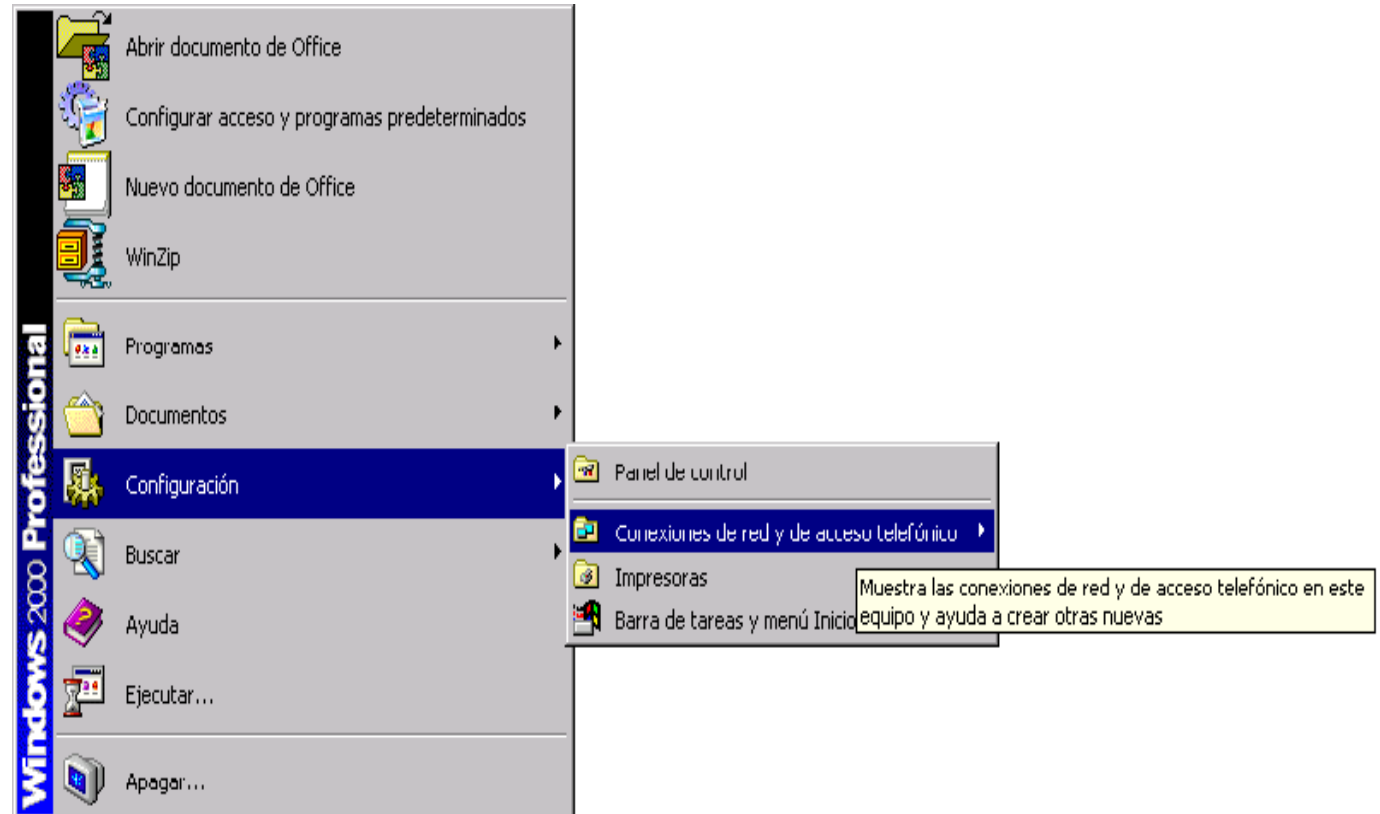 Abrir documento de Office
Configurar acceso y programas predeterminados
Nuevo documento de Office
WinZip
Programas
Documentos
Configuración
Buscar
Ayuda
Ejecutar...
Apagar...
Windows 2000 Professional
Panel de control
Conexiones de red y de acceso telefónico
Impresoras
Barra de tareas y menú Inicio
Muestra las conexiones de red y de acceso telefónico en este
equipo y ayuda a crear otras nuevas